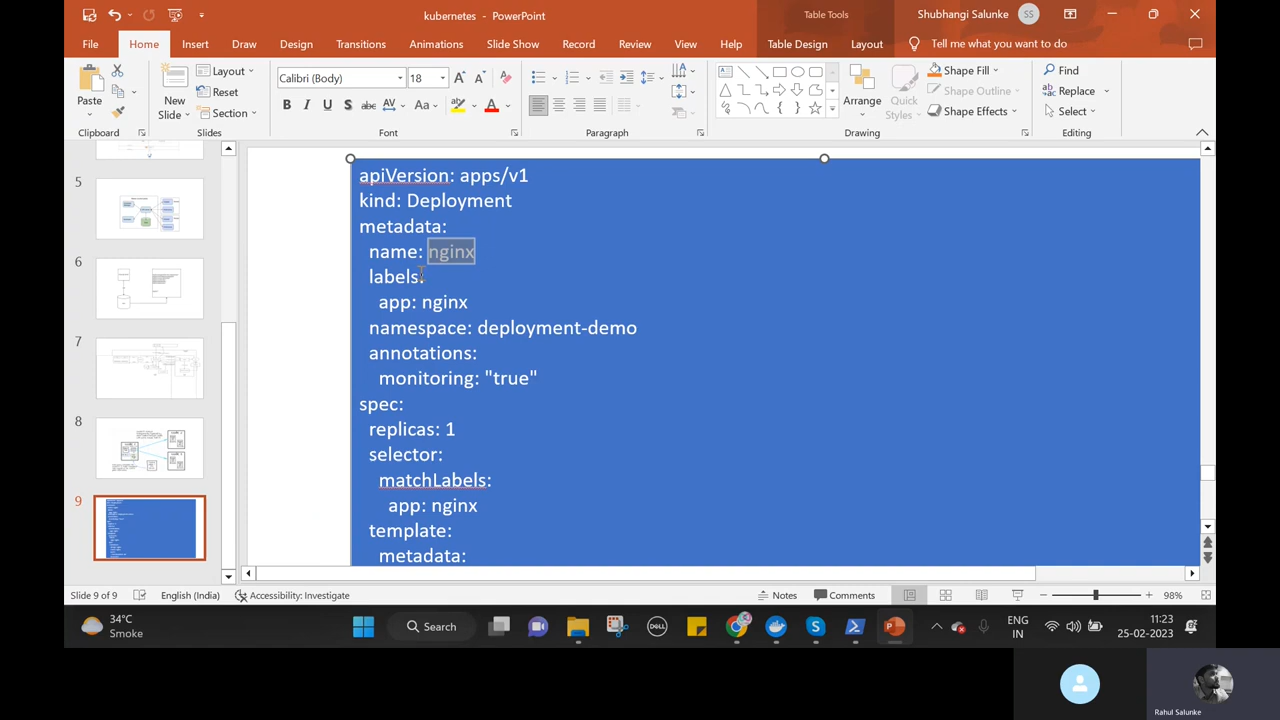 kubernetes - PowerPoint
Table Tools
Shubhangi Salunke
SS
File
Home
Insert
Draw
Design
Transitions
Animations
Slide Show
Record
Review
View
Help
Table Design
Layout
Tell me what you want to do
Paste
New
Slide
Layout
Reset
Section
Calibri (Body)
18
Shape Fill
Shape Outline
Shape Effects
Arrange
Quick
Styles
Find
Replace
Select
Clipboard
Slides
Font
Paragraph
Drawing
Editing
5
6
7
8
9
apiVersion: apps/v1
kind: Deployment
metadata:
name: nginx
labels:
app: nginx
namespace: deployment-demo
annotations:
monitoring: "true"
spec:
replicas: 1
selector:
matchLabels:
app: nginx
template:
metadata:
Slide 9 of 9
English (India)
Accessibility: Investigate
Notes
Comments
98%
34°C
Smoke
Search
DELL
ENG
IN
11:23
25-02-2023
Rahul Salunke